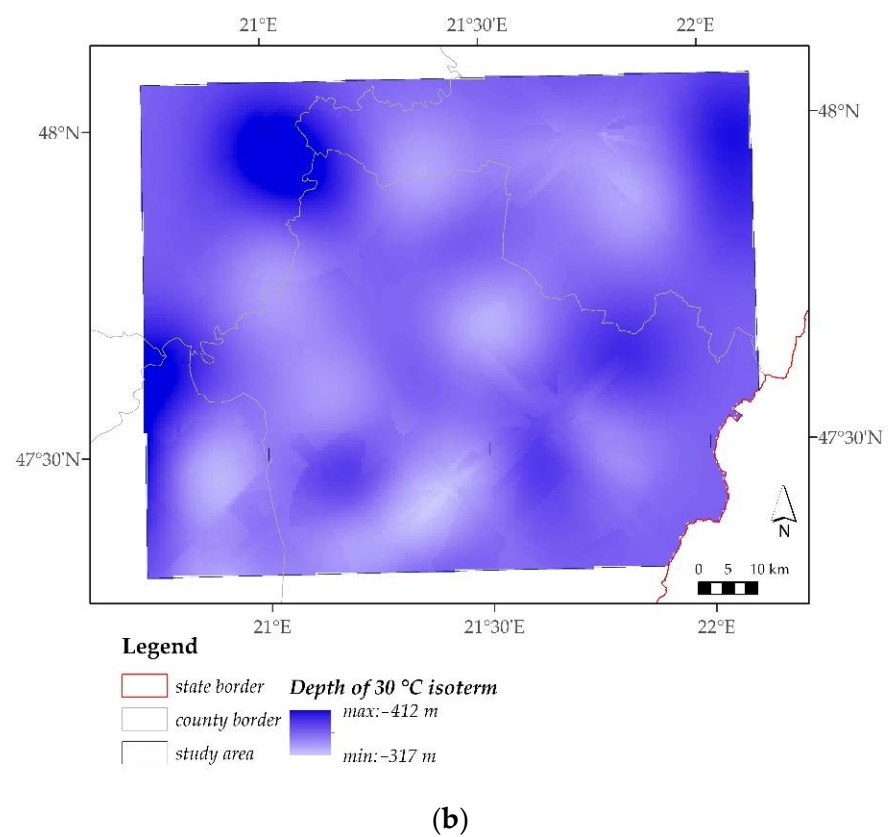 21°E 21°30′E 22°E
48°N
48°N
47°30′N
47°30′N
N
0 5 10 km
21°E 21°30′E 22°E
Legend
state border
county border
study area
Depth of 30 °C isoterm
max:–412 m
min:–317 m
(b)